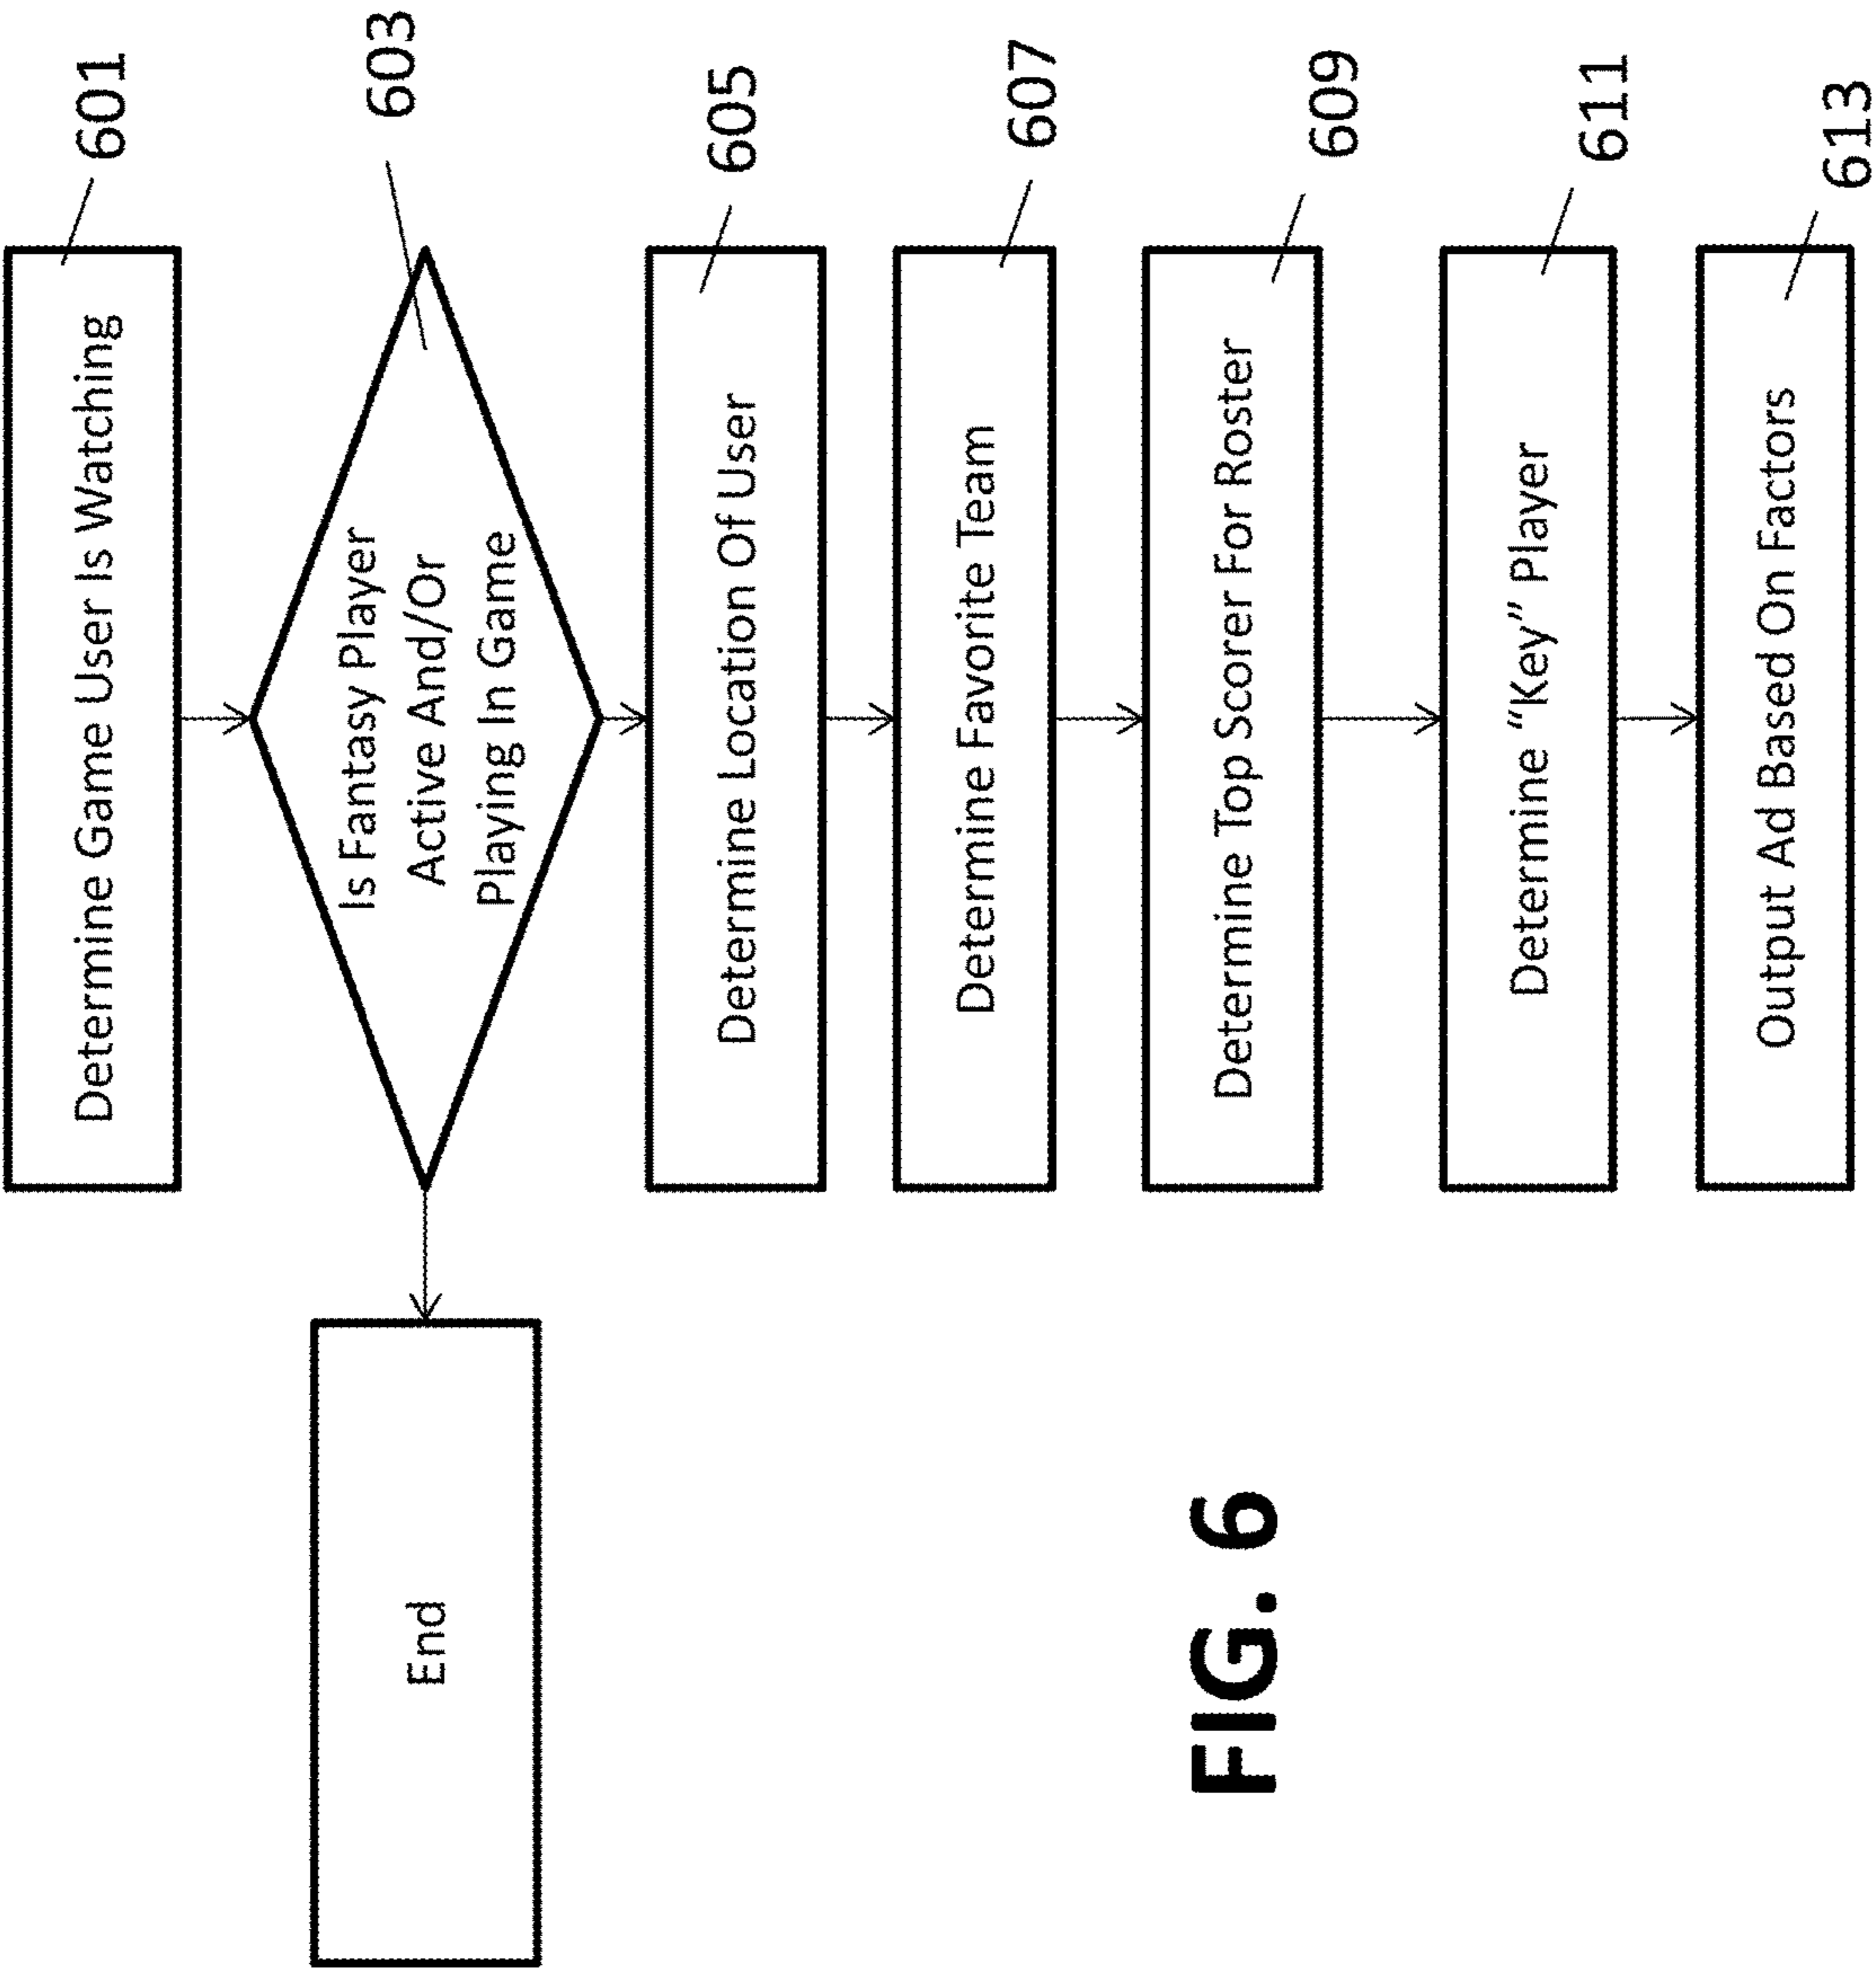 Determine Game User Is Watching
601
Is Fantasy Player
Active And/Or
Playing In Game
603
End
Determine Location Of User
605
Determine Favorite Team
607
Determine Top Scorer For Roster
609
Determine “Key” Player
611
Output Ad Based On Factors
613
FIG. 6